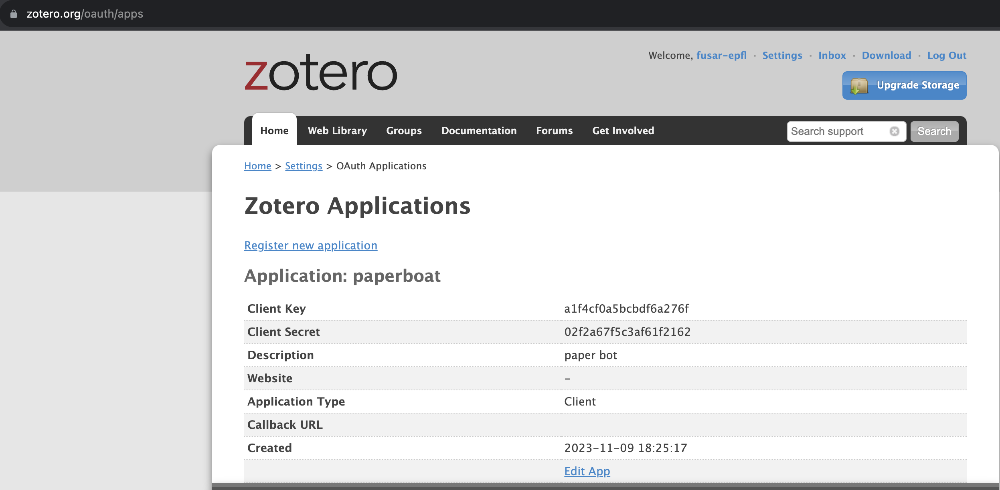 zotero.org/oauth/apps
zotero
Welcome, fusar-epfl · Settings · Inbox · Download · Log Out
Upgrade Storage
Home Web Library Groups Documentation Forums Get Involved Search support Search
Home > Settings > OAuth Applications
Zotero Applications
Register new application
Application: paperboat
Client Key a1f4cf0a5bcbdf6a276f
Client Secret 02f2a67f5c3af61f2162
Description paper bot
Website –
Application Type Client
Callback URL
Created 2023-11-09 18:25:17
Edit App